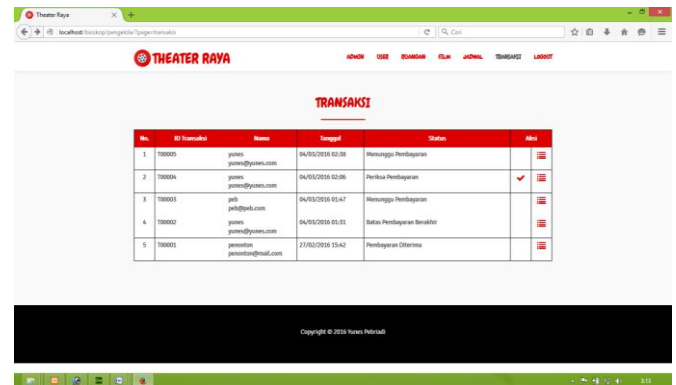 Theater Raya
localhost/bioskop/pengelola/?page=transaksi
Cari
THEATER RAYA
ADMIN USER RUANGAN FILM JADWAL TRANSAKSI LOGOUT
TRANSAKSI
No. ID Transaksi Nama Tanggal Status Aksi
1 T00005 yunes 04/03/2016 02:38 Menunggu Pembayaran
yunes@yunes.com
2 T00004 yunes 04/03/2016 02:06 Periksa Pembayaran
yunes@yunes.com
3 T00003 peb 04/03/2016 01:47 Menunggu Pembayaran
peb@peb.com
4 T00002 yunes 04/03/2016 01:31 Batas Pembayaran Berakhir
yunes@yunes.com
5 T00001 penonton 27/02/2016 15:42 Pembayaran Diterima
penonton@mail.com
Copyright © 2016 Yunes Pebriadi
3:13